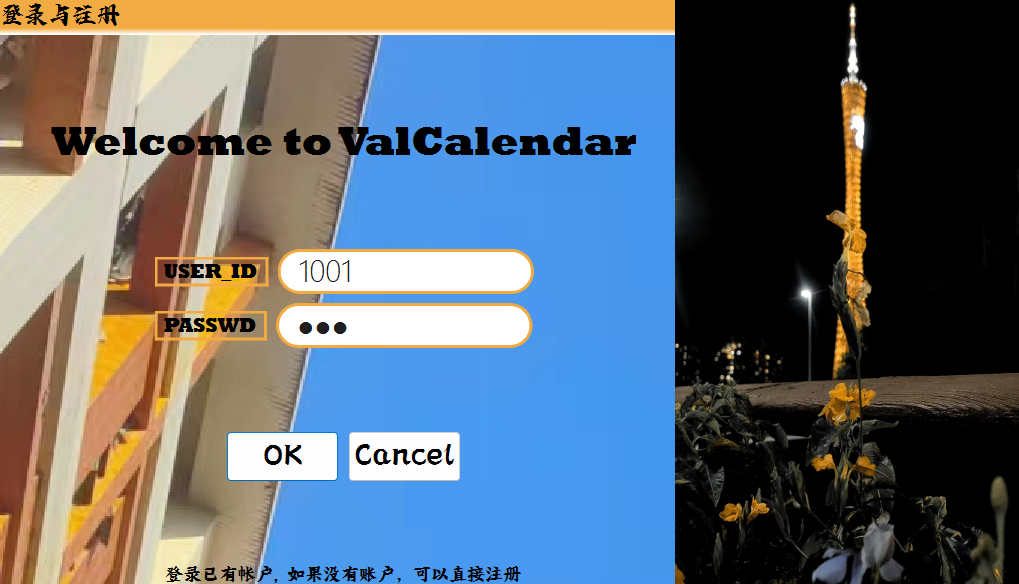 登录与注册
Welcome to ValCalendar
USER_ID 1001
PASSWD ●●●
OK Cancel
登录已有帐户, 如果没有账户, 可以直接注册